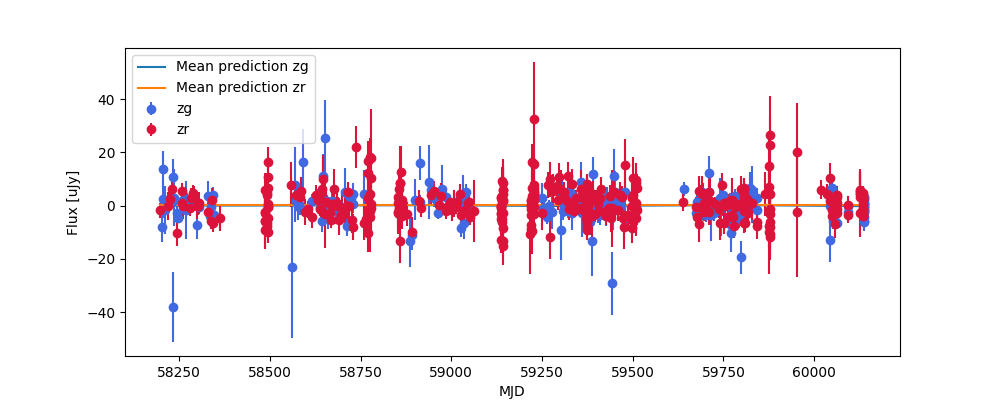 Mean prediction zg
Mean prediction zr
zg
zr
Flux [uJy]
40
20
0
−20
−40
58250
58500
58750
59000
59250
59500
59750
60000
MJD